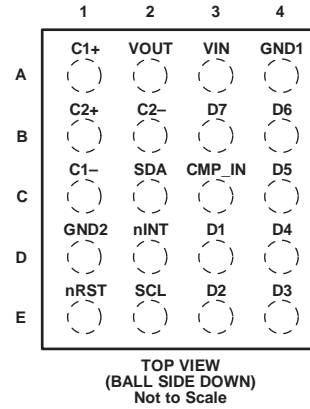 1 2 3 4
C1+ VOUT VIN GND1
A
C2+ C2– D7 D6
B
C1– SDA CMP_IN D5
C
GND2 nINT D1 D4
D
nRST SCL D2 D3
E
TOP VIEW
(BALL SIDE DOWN)
Not to Scale